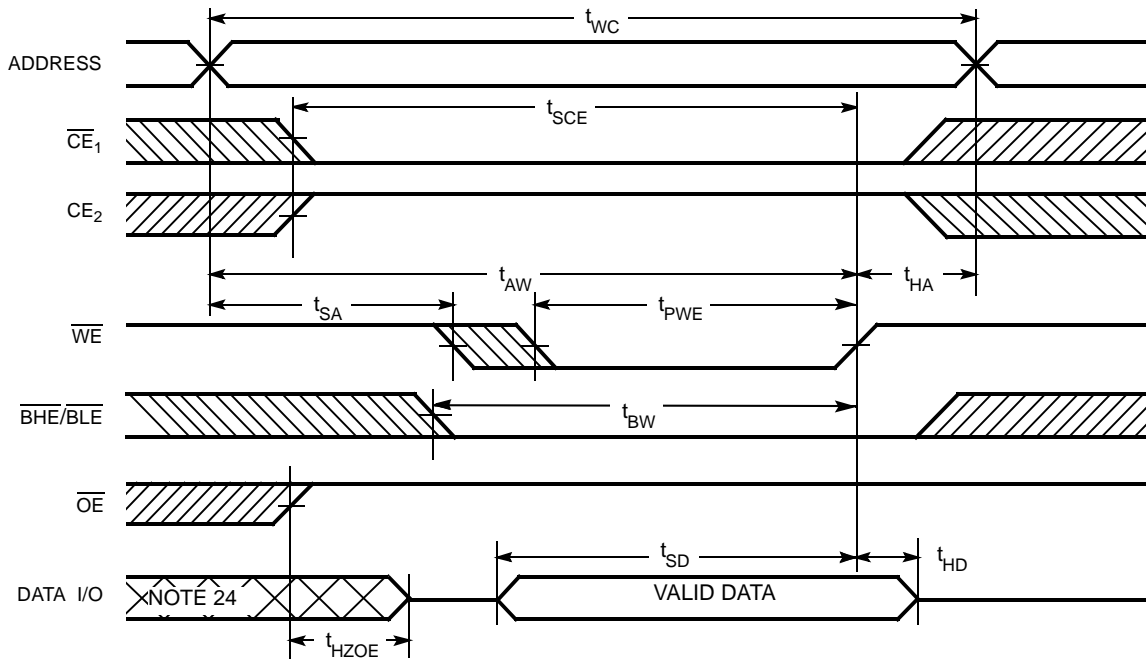 tWC
ADDRESS
tSCE
CE1
CE2
tAW
tHA
tSA
tPWE
WE
BHE/BLE
tBW
OE
tSD
tHD
DATA I/O
NOTE 24
VALID DATA
tHZOE